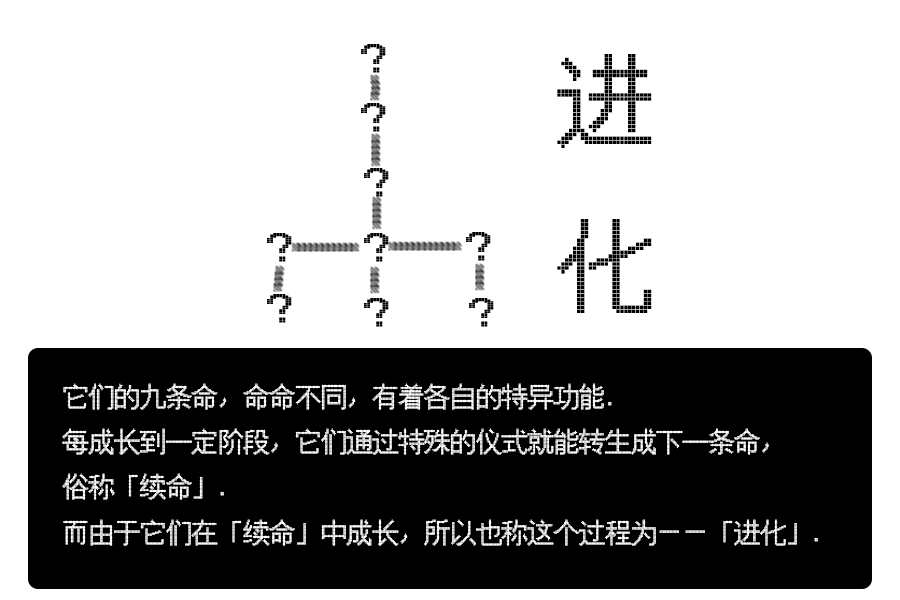 ?
?
?
? ? ?
? ? ?
进
化
它们的九条命，命命不同，有着各自的特异功能.
每成长到一定阶段，它们通过特殊的仪式就能转生成下一条命，
俗称「续命」.
而由于它们在「续命」中成长，所以也称这个过程为——「进化」.